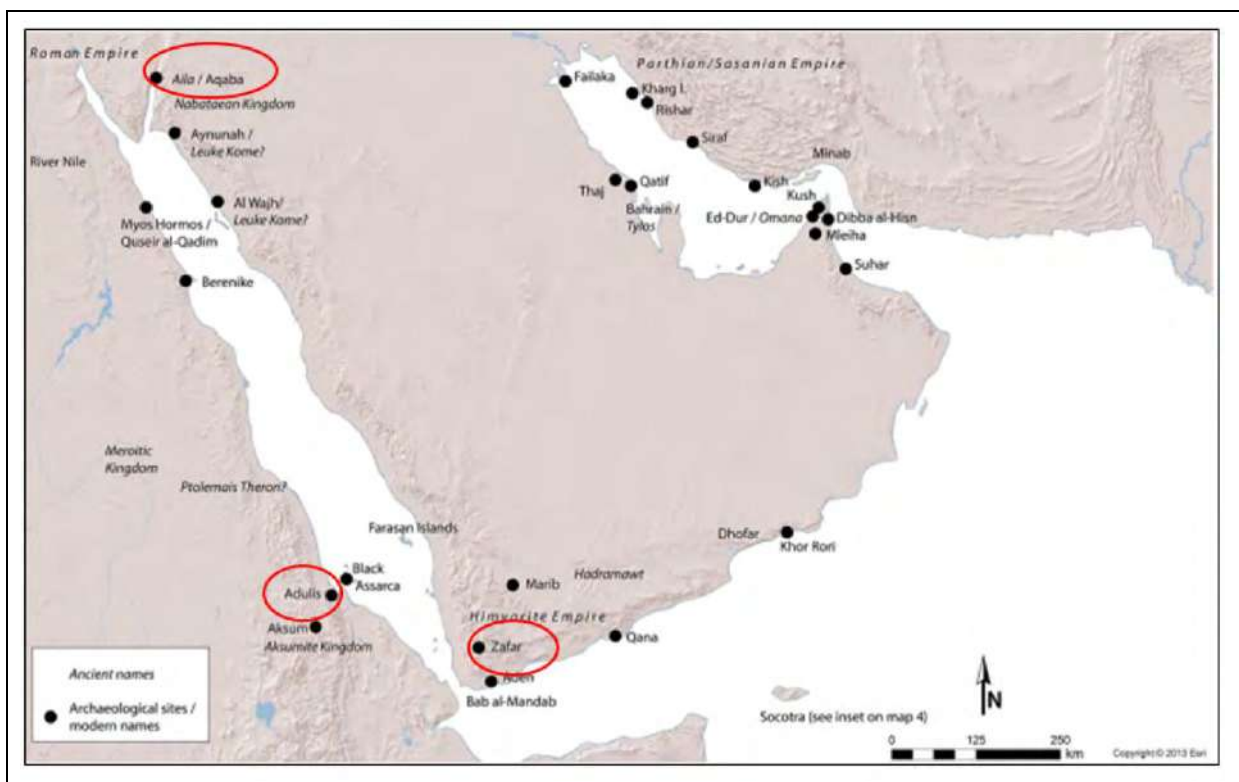 Roman Empire
Aila / Aqaba
Nabataean Kingdom
Aynunah /
Leuke Kome?
River Nile
Al Wajh/
Leuke Kome?
Myos Hormos /
Quseir al-Qadim
Berenike
Failaka
Parthian/Sasanian Empire
Kharg I.
Rishar
Siraf
Minab
Thaj
Qatif
Kish
Kush
Bahrain /
Tylos
Ed-Dur / Omana
Dibba al-Hisn
Mleiha
Suhar
Meroitic
Kingdom
Ptolemais Theron?
Farasan Islands
Dhofar
Khor Rori
Black
Assarca
Adulis
Marib
Hadramawt
Himyarite Empire
Aksum
Aksumite Kingdom
Zafar
Qana
Aden
Bab al-Mandab
Ancient names
Archaeological sites /
modern names
Socotra (see inset on map 4)
N
0 125 250
km
Copyright © 2013 Esri